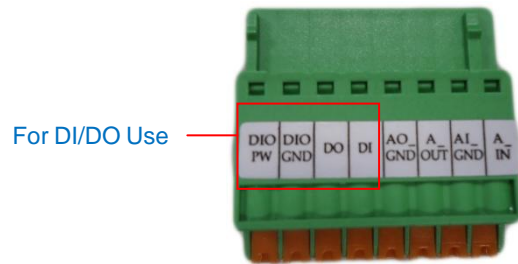 For DI/DO Use
DIO PW
DIO GND
DO
DI
AO_ GND
A_ OUT
AI_ GND
A_ IN